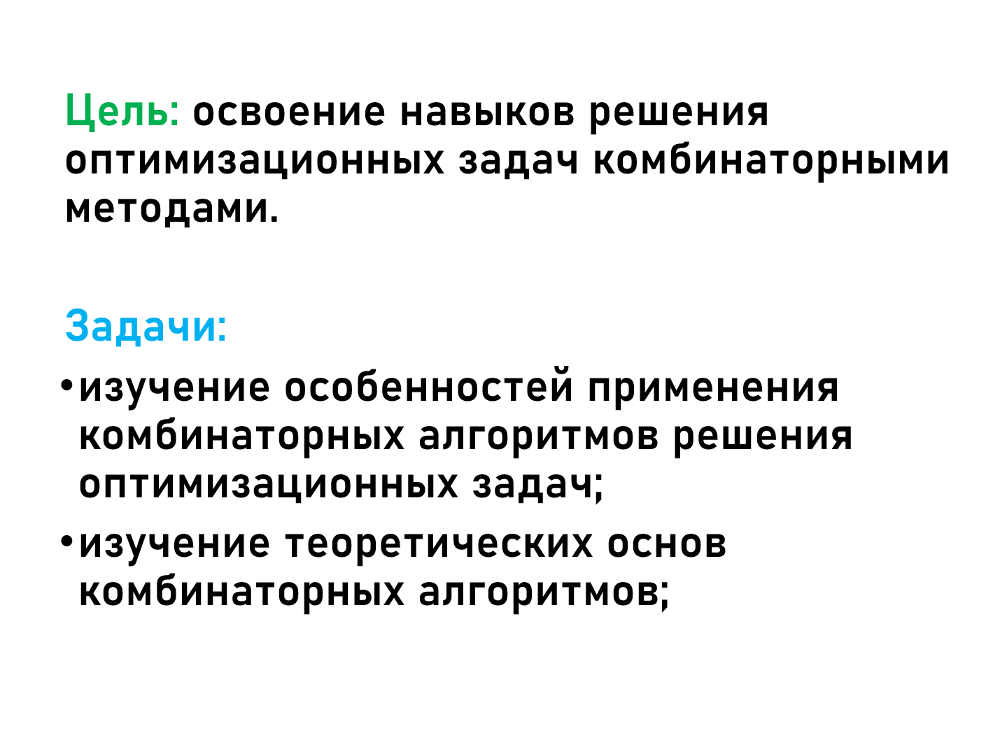 Цель: освоение навыков решения
оптимизационных задач комбинаторными
методами.
Задачи:
•изучение особенностей применения
комбинаторных алгоритмов решения
оптимизационных задач;
•изучение теоретических основ
комбинаторных алгоритмов;